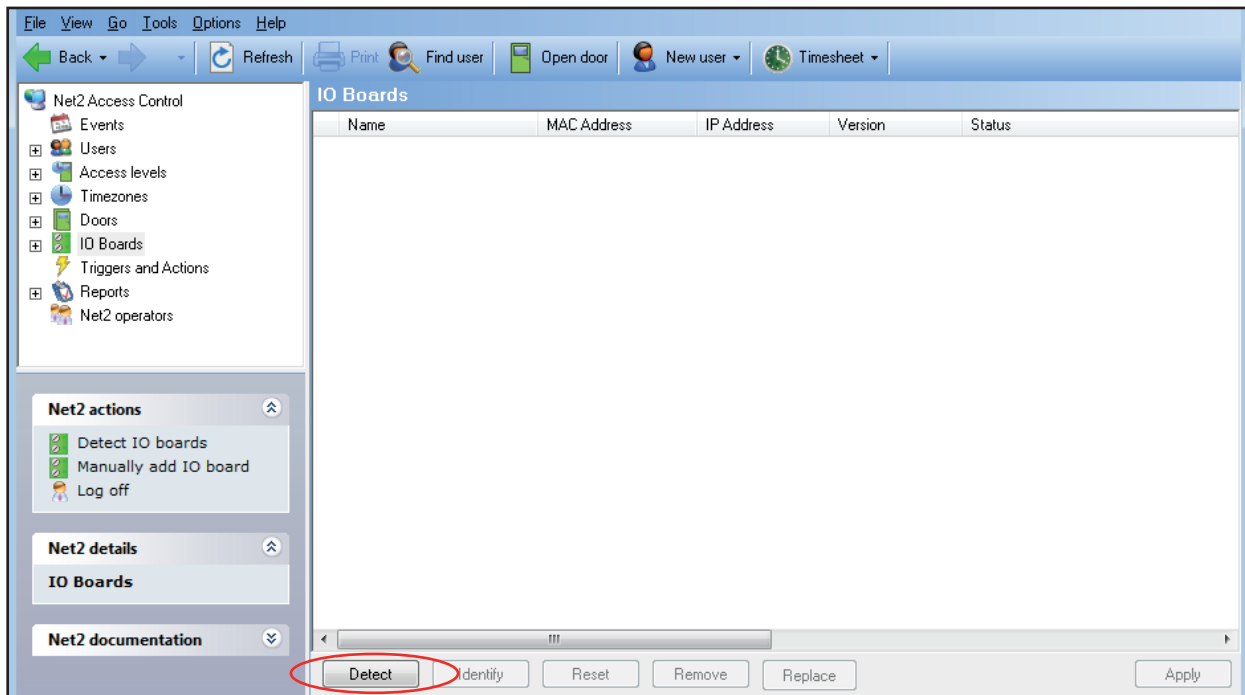 File View Go Tools Options Help
Back Refresh Print Find user Open door New user Timesheet
Net2 Access Control
Events
Users
Access levels
Timezones
Doors
IO Boards
Triggers and Actions
Reports
Net2 operators
Net2 actions
Detect IO boards
Manually add IO board
Log off
Net2 details
IO Boards
Net2 documentation
IO Boards
Name MAC Address IP Address Version Status
Detect Identify Reset Remove Replace Apply